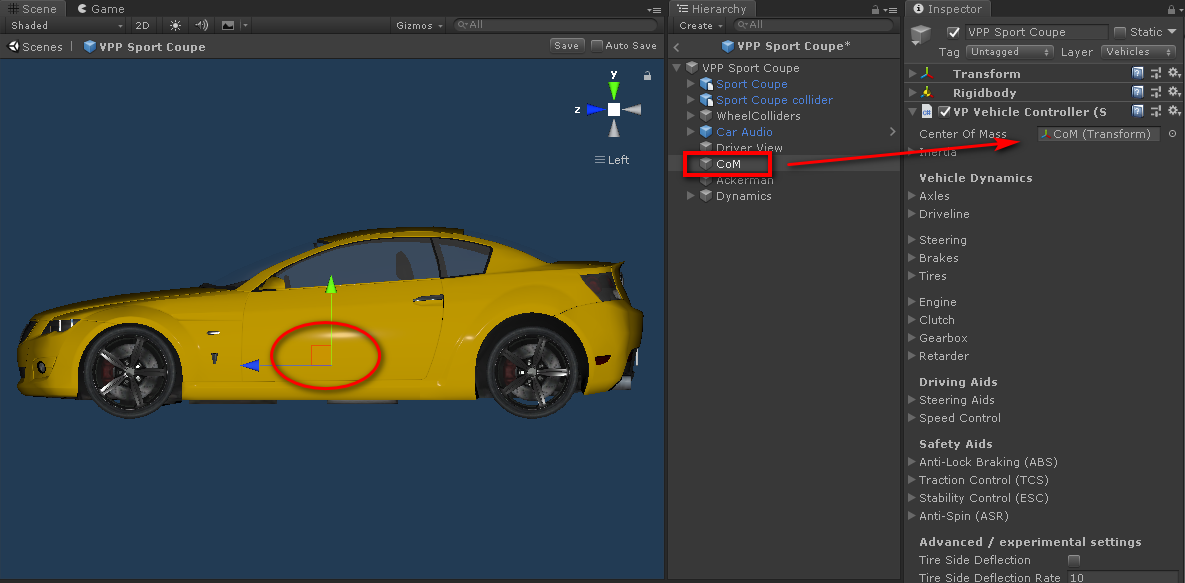 Scene
Game
Shaded
2D
Gizmos
All
Scenes
VPP Sport Coupe
Save
Auto Save
y
z
Left
Hierarchy
Create
All
VPP Sport Coupe*
VPP Sport Coupe
Sport Coupe
Sport Coupe collider
WheelColliders
Car Audio
Driver View
CoM
Ackerman
Dynamics
Inspector
VPP Sport Coupe
Static
Tag Untagged Layer Vehicles
Transform
Rigidbody
VP Vehicle Controller (S
Center Of Mass CoM (Transform)
Inertia
Vehicle Dynamics
Axles
Driveline
Steering
Brakes
Tires
Engine
Clutch
Gearbox
Retarder
Driving Aids
Steering Aids
Speed Control
Safety Aids
Anti-Lock Braking (ABS)
Traction Control (TCS)
Stability Control (ESC)
Anti-Spin (ASR)
Advanced / experimental settings
Tire Side Deflection
Tire Side Deflection Rate 10